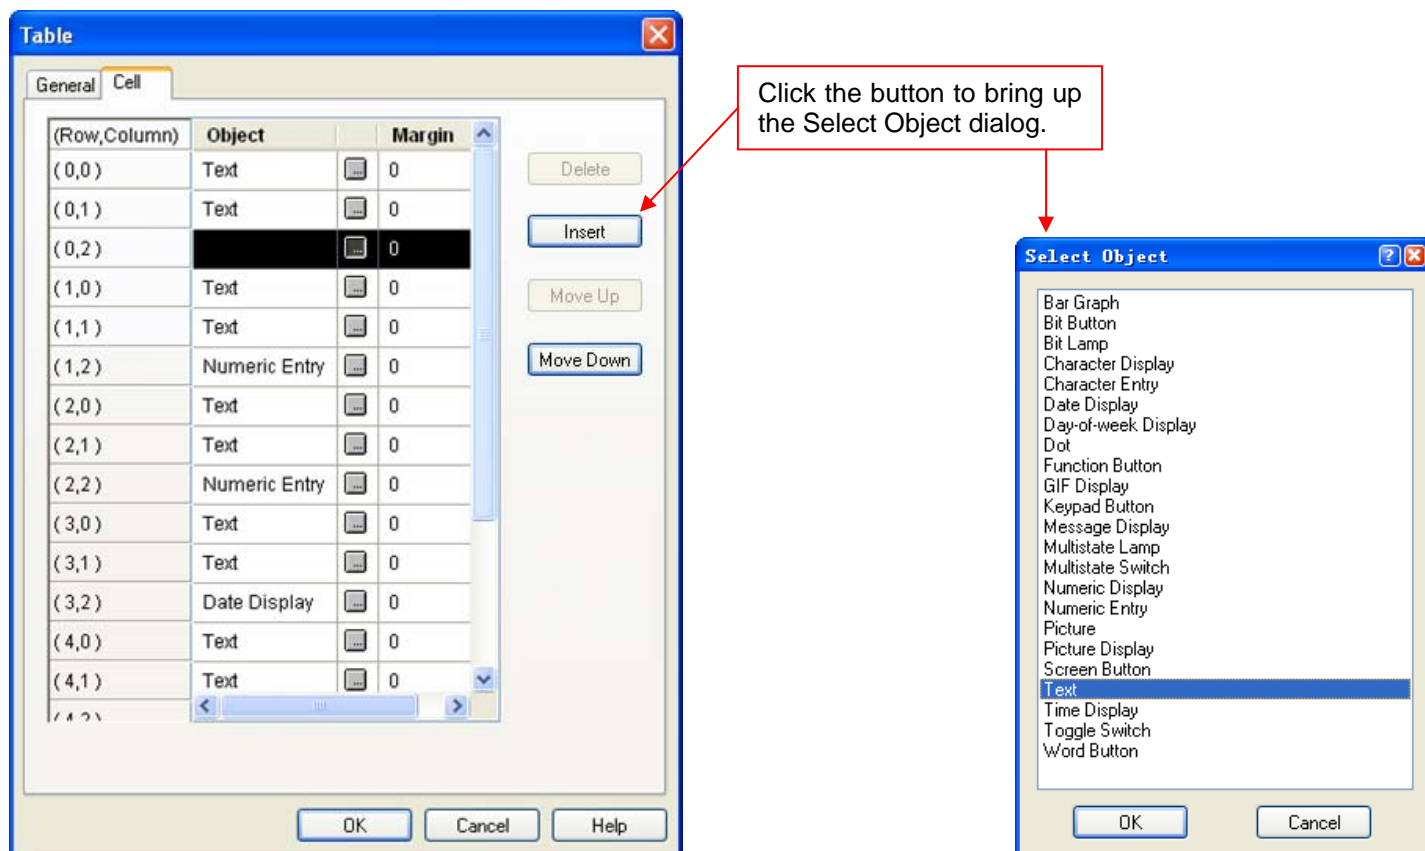 Table
General Cell
(Row,Column) Object Margin
( 0,0 ) Text ... 0
( 0,1 ) Text ... 0
( 0,2 ) ... 0
( 1,0 ) Text ... 0
( 1,1 ) Text ... 0
( 1,2 ) Numeric Entry ... 0
( 2,0 ) Text ... 0
( 2,1 ) Text ... 0
( 2,2 ) Numeric Entry ... 0
( 3,0 ) Text ... 0
( 3,1 ) Text ... 0
( 3,2 ) Date Display ... 0
( 4,0 ) Text ... 0
( 4,1 ) Text ... 0
Delete
Insert
Move Up
Move Down
OK Cancel Help
Click the button to bring up
the Select Object dialog.
Select Object ?
Bar Graph
Bit Button
Bit Lamp
Character Display
Character Entry
Date Display
Day-of-week Display
Dot
Function Button
GIF Display
Keypad Button
Message Display
Multistate Lamp
Multistate Switch
Numeric Display
Numeric Entry
Picture
Picture Display
Screen Button
Text
Time Display
Toggle Switch
Word Button
OK Cancel